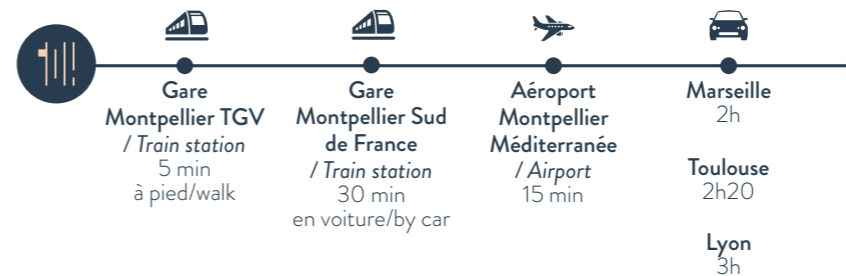 Gare
Montpellier TGV
/ Train station
5 min
à pied/walk
Gare
Montpellier Sud
de France
/ Train station
30 min
en voiture/by car
Aéroport
Montpellier
Méditerranée
/ Airport
15 min
Marseille
2h
Toulouse
2h20
Lyon
3h